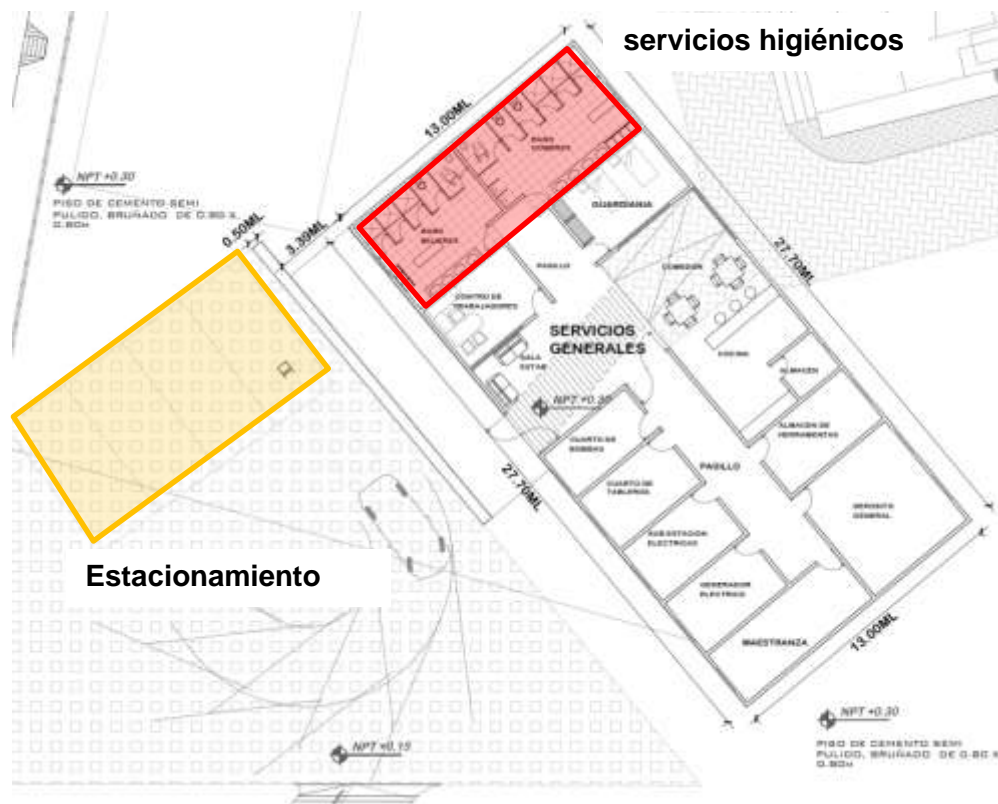 servicios higiénicos
13.00ML
NPT +0.30
PISO DE CEMENTO SEMI
PULIDO, BRUÑADO DE 0.80 X
0.80M
0.50ML
3.30ML
BAÑO
HOMBRES
BAÑO
MUJERES
GUARDIANIA
PASILLO
COMEDOR
27.70ML
CONTRO DE
TRABAJADORES
SERVICIOS
GENERALES
SALA
ESTAR
COCINA
ALMACEN
NPT +0.30
CUARTO DE
BOMBAS
ALMACEN DE
HERRAMIENTAS
27.70ML
PASILLO
CUARTO DE
TABLEROS
DEPOSITO
GENERAL
SUB ESTACION
ELECTRICAS
Estacionamiento
GENERADOR
ELECTRICO
MAESTRANZA
13.00ML
NPT +0.30
NPT +0.15
PISO DE CEMENTO SEMI
PULIDO, BRUÑADO DE 0.80 X
0.80M